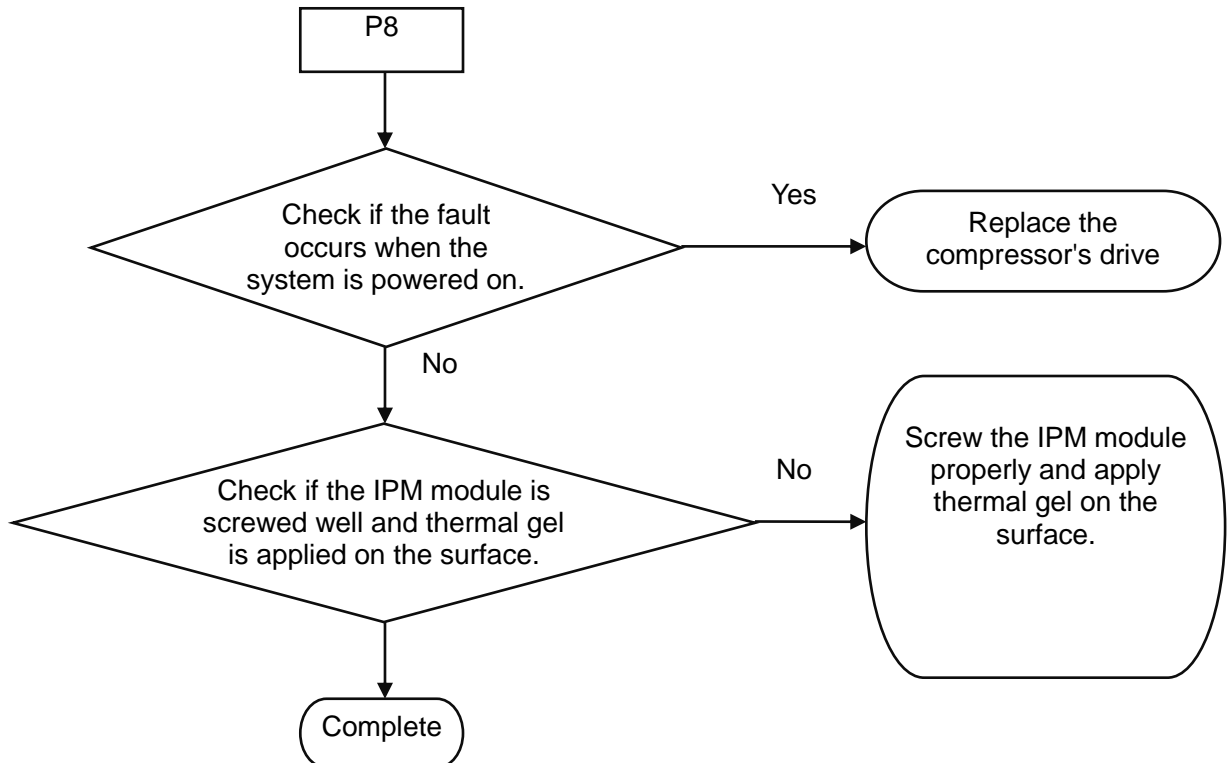 P8
Check if the fault
occurs when the
system is powered on.
Yes
Replace the
compressor's drive
No
Check if the IPM module is
screwed well and thermal gel
is applied on the surface.
No
Screw the IPM module
properly and apply
thermal gel on the
surface.
Complete